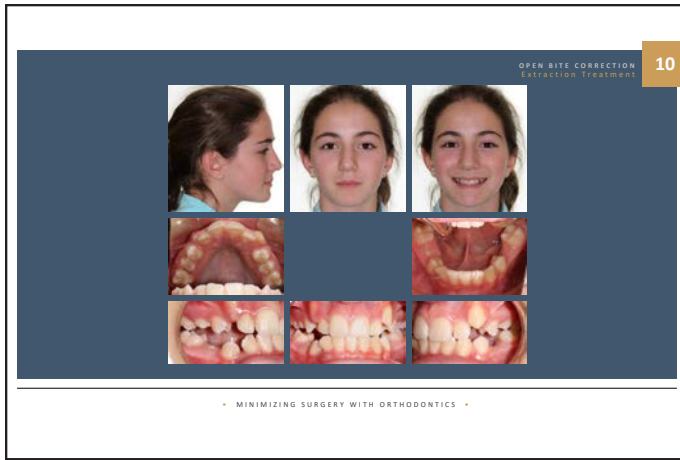 OPEN BITE CORRECTION
Extraction Treatment
10
• MINIMIZING SURGERY WITH ORTHODONTICS •